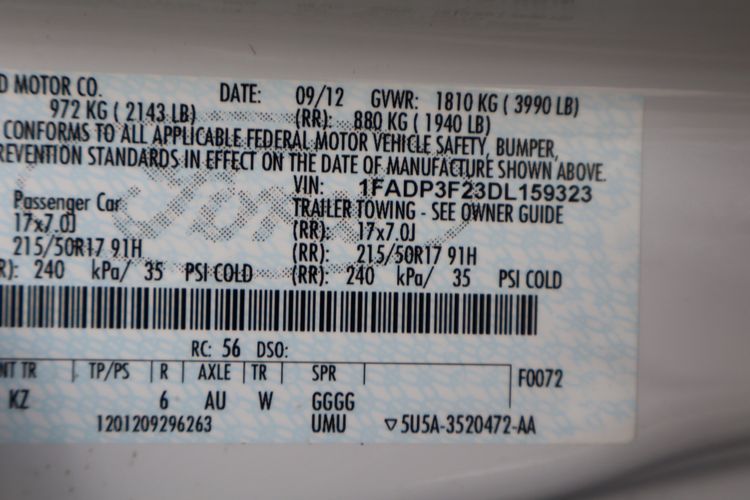 D MOTOR CO. DATE: 09/12 GVWR: 1810 KG ( 3990 LB)
972 KG ( 2143 LB) (RR): 880 KG ( 1940 LB)
CONFORMS TO ALL APPLICABLE FEDERAL MOTOR VEHICLE SAFETY, BUMPER,
REVENTION STANDARDS IN EFFECT ON THE DATE OF MANUFACTURE SHOWN ABOVE.
VIN: 1FADP3F23DL159323
Passenger Car TRAILER TOWING - SEE OWNER GUIDE
17x7.0J (RR): 17x7.0J
215/50R17 91H (RR): 215/50R17 91H
R): 240 kPa/ 35 PSI COLD (RR): 240 kPa/ 35 PSI COLD
RC: 56 DSO:
NT TR TP/PS R AXLE TR SPR F0072
KZ 6 AU W GGGG
1201209296263 UMU ▽5U5A-3520472-AA
Ford